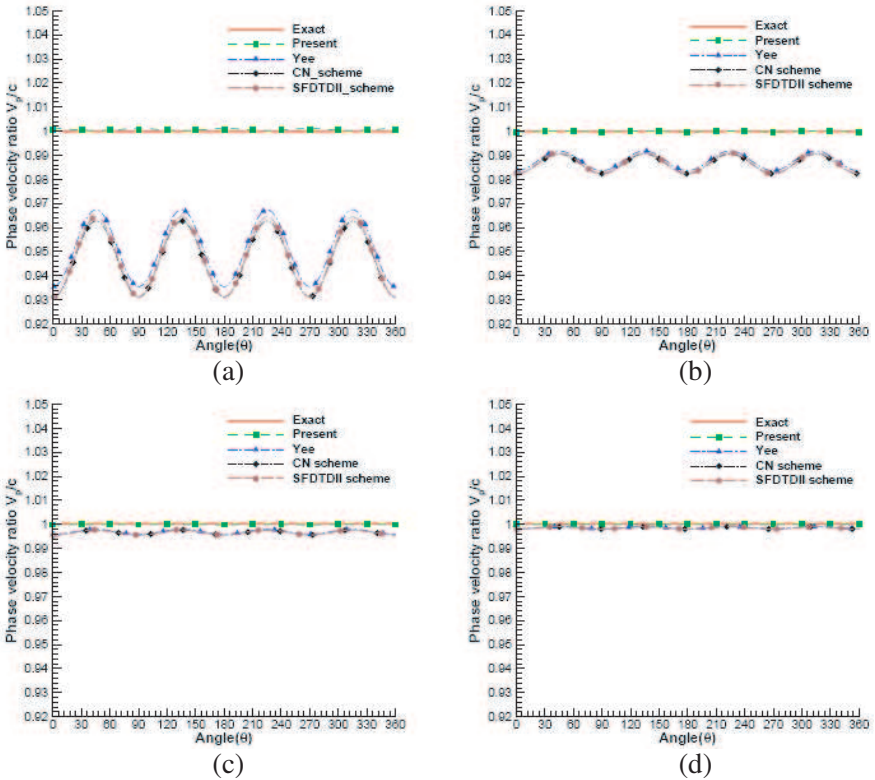 1.05
1.04
1.03
1.02
1.01
1
0.99
0.98
0.97
0.96
0.95
0.94
0.93
0.92
Phase velocity ratio Vp/c
Exact
Present
Yee
CN_scheme
SFDTDII_scheme
0 30 60 90 120 150 180 210 240 270 300 330 360
Angle(θ)
(a)
1.05
1.04
1.03
1.02
1.01
1
0.99
0.98
0.97
0.96
0.95
0.94
0.93
0.92
Phase velocity ratio Vp/c
Exact
Present
Yee
CN scheme
SFDTDII scheme
0 30 60 90 120 150 180 210 240 270 300 330 360
Angle(θ)
(b)
1.05
1.04
1.03
1.02
1.01
1
0.99
0.98
0.97
0.96
0.95
0.94
0.93
0.92
Phase velocity ratio Vp/c
Exact
Present
Yee
CN scheme
SFDTDII scheme
0 30 60 90 120 150 180 210 240 270 300 330 360
Angle(θ)
(c)
1.05
1.04
1.03
1.02
1.01
1
0.99
0.98
0.97
0.96
0.95
0.94
0.93
0.92
Phase velocity ratio Vp/c
Exact
Present
Yee
CN scheme
SFDTDII scheme
0 30 60 90 120 150 180 210 240 270 300 330 360
Angle(θ)
(d)